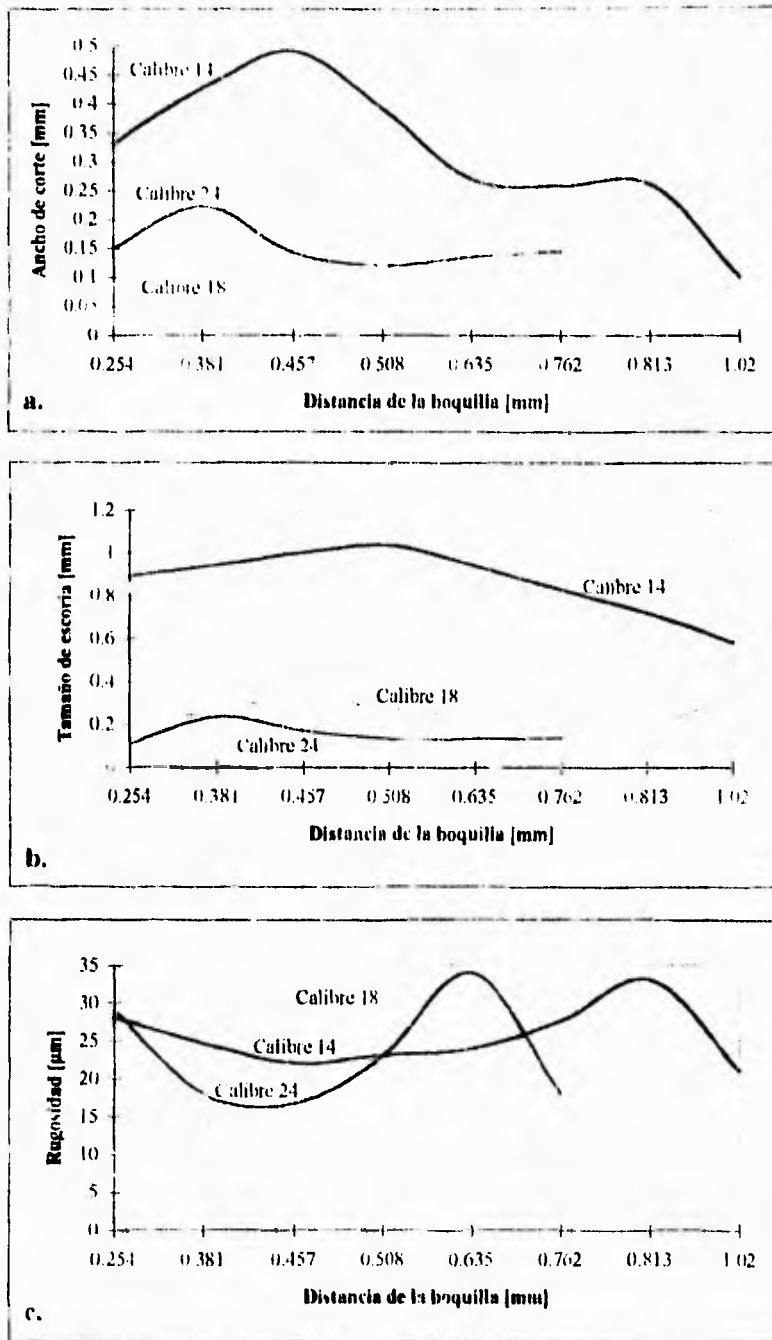 0.5
0.45
0.4
0.35
0.3
0.25
0.2
0.15
0.1
0.05
0
Ancho de corte [mm]
Calibre 14
Calibre 24
Calibre 18
0.254 0.381 0.457 0.508 0.635 0.762 0.813 1.02
Distancia de la boquilla [mm]
a.
1.2
1
0.8
0.6
0.4
0.2
0
Tamaño de escoria [mm]
Calibre 14
Calibre 18
Calibre 24
0.254 0.381 0.457 0.508 0.635 0.762 0.813 1.02
Distancia de la boquilla [mm]
b.
35
30
25
20
15
10
5
0
Rugosidad [µm]
Calibre 18
Calibre 14
Calibre 24
0.254 0.381 0.457 0.508 0.635 0.762 0.813 1.02
Distancia de la boquilla [mm]
c.